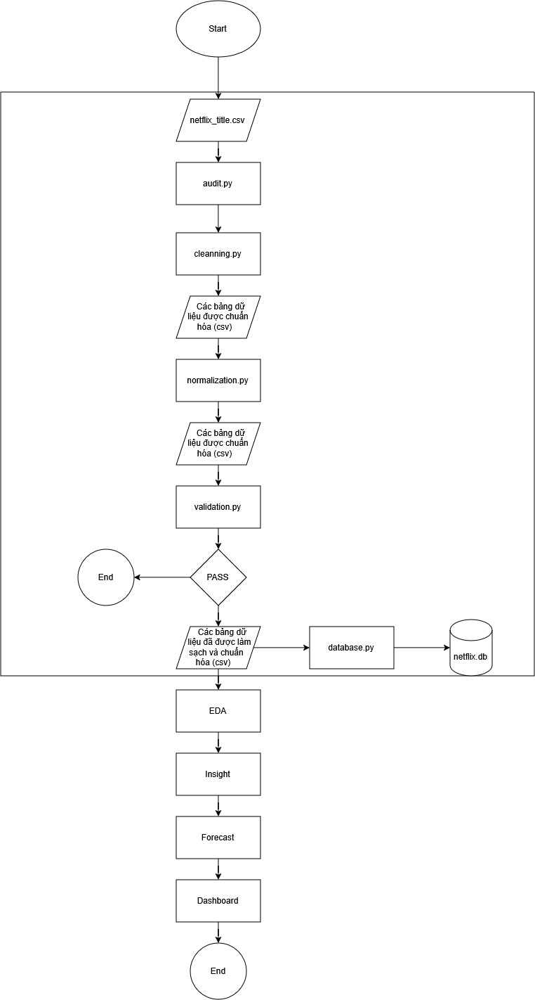 Start
netflix_title.csv
audit.py
cleanning.py
Các bảng dữ
liệu được chuẩn
hóa (csv)
normalization.py
Các bảng dữ
liệu được chuẩn
hóa (csv)
validation.py
End
PASS
Các bảng dữ
liệu đã được làm
sạch và chuẩn
hóa (csv)
database.py
netflix.db
EDA
Insight
Forecast
Dashboard
End